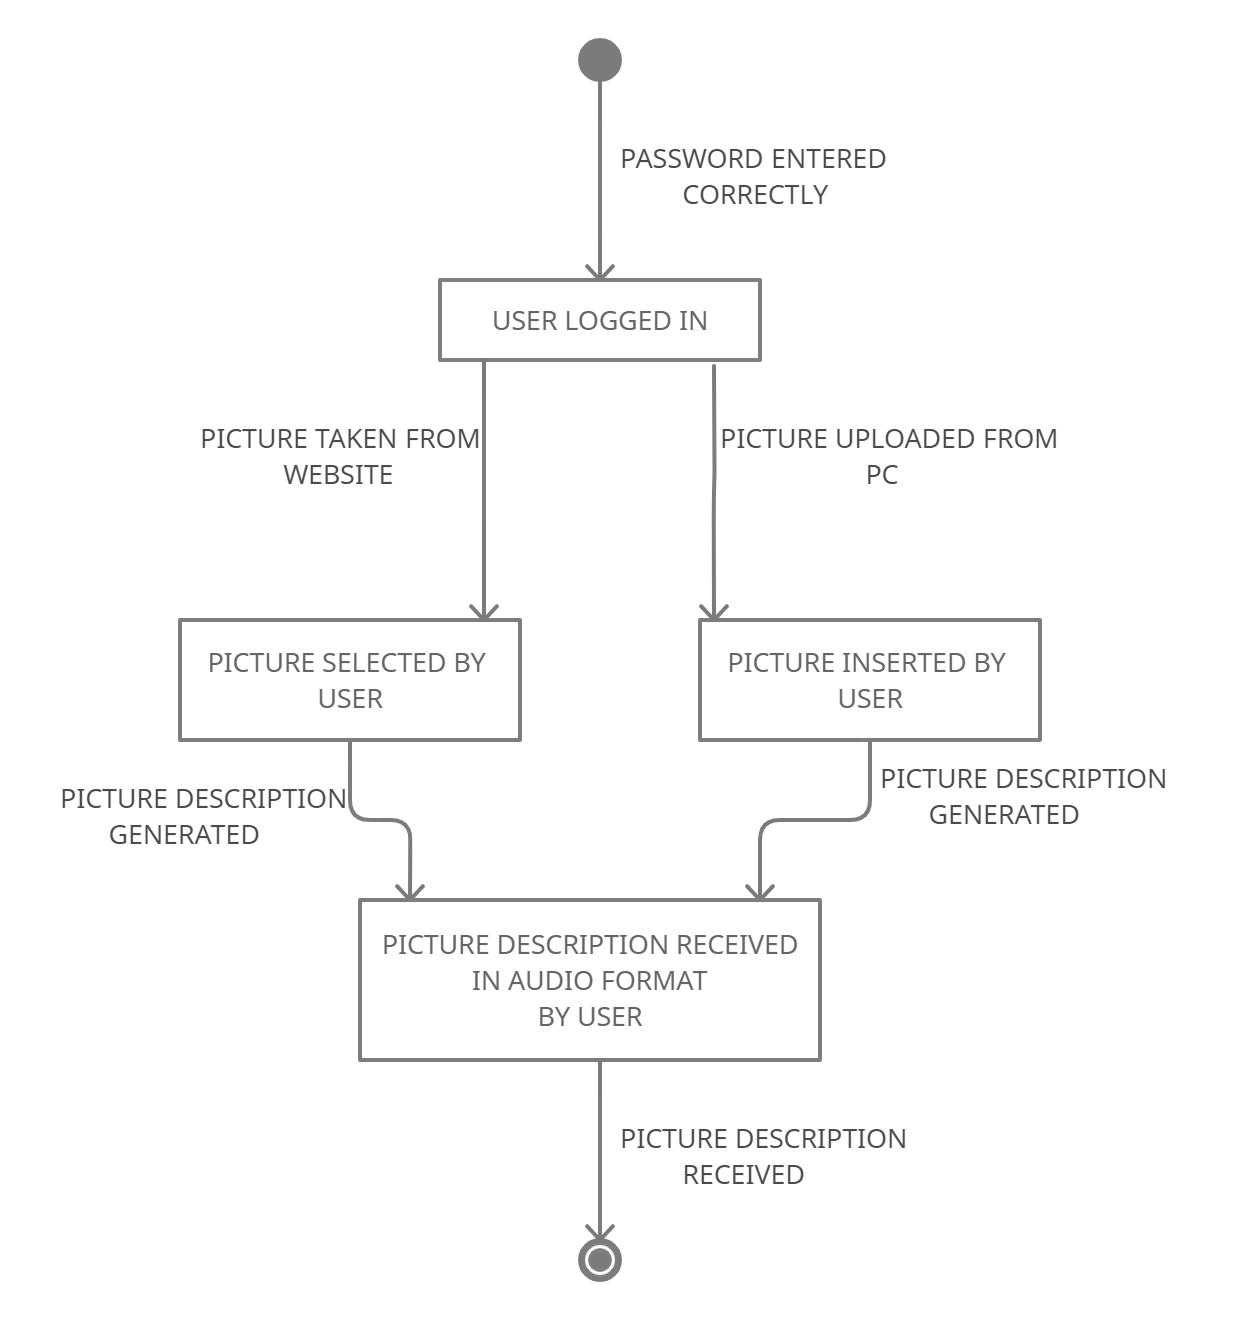 PASSWORD ENTERED
CORRECTLY
USER LOGGED IN
PICTURE TAKEN FROM
WEBSITE
PICTURE UPLOADED FROM
PC
PICTURE SELECTED BY
USER
PICTURE INSERTED BY
USER
PICTURE DESCRIPTION
GENERATED
PICTURE DESCRIPTION
GENERATED
PICTURE DESCRIPTION RECEIVED
IN AUDIO FORMAT
BY USER
PICTURE DESCRIPTION
RECEIVED